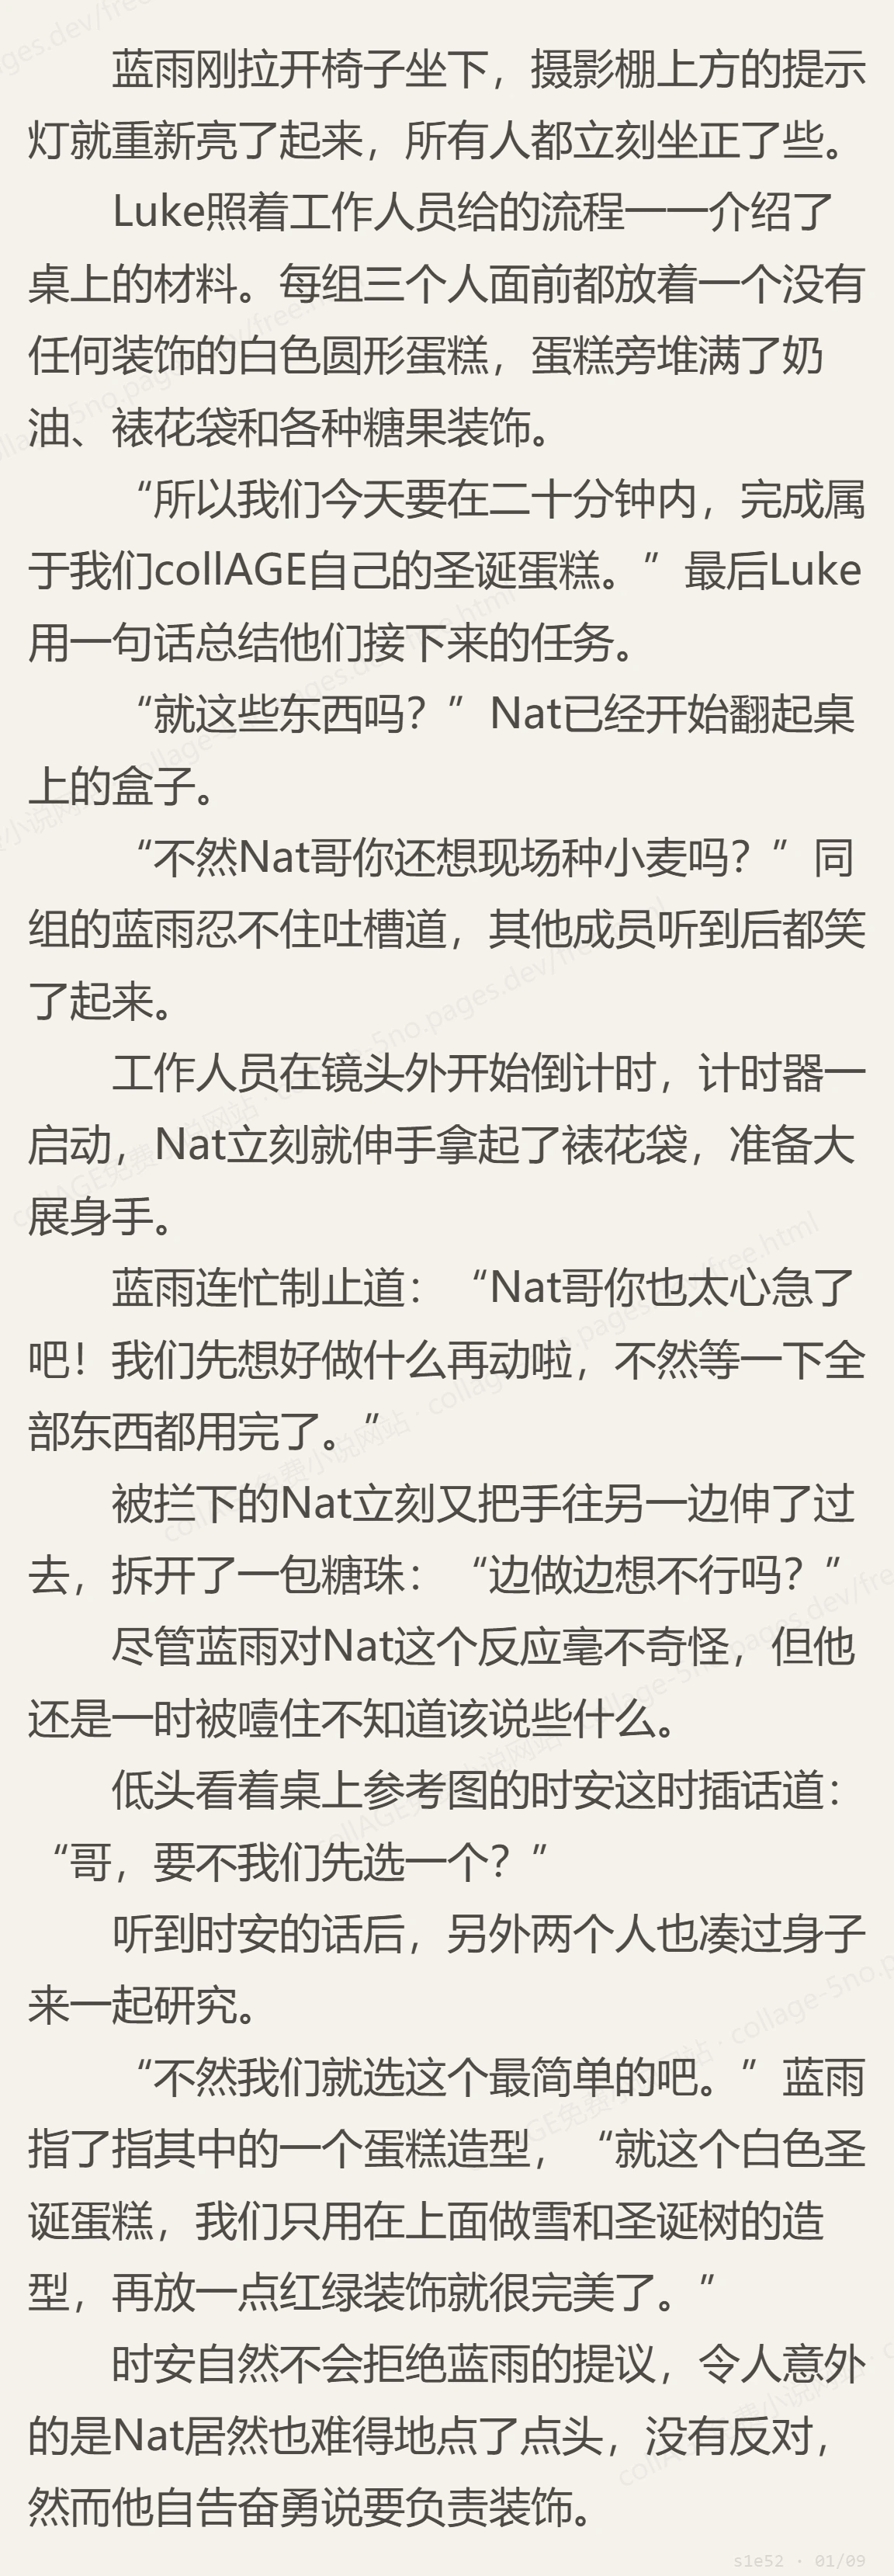 蓝雨刚拉开椅子坐下，摄影棚上方的提示
灯就重新亮了起来，所有人都立刻坐正了些。
Luke照着工作人员给的流程一一介绍了
桌上的材料。每组三个人面前都放着一个没有
任何装饰的白色圆形蛋糕，蛋糕旁堆满了奶
油、裱花袋和各种糖果装饰。
“所以我们今天要在二十分钟内，完成属
于我们collAGE自己的圣诞蛋糕。”最后Luke
用一句话总结他们接下来的任务。
“就这些东西吗？”Nat已经开始翻起桌
上的盒子。
“不然Nat哥你还想现场种小麦吗？”同
组的蓝雨忍不住吐槽道，其他成员听到后都笑
了起来。
工作人员在镜头外开始倒计时，计时器一
启动，Nat立刻就伸手拿起了裱花袋，准备大
展身手。
蓝雨连忙制止道：“Nat哥你也太心急了
吧！我们先想好做什么再动啦，不然等一下全
部东西都用完了。”
被拦下的Nat立刻又把手往另一边伸了过
去，拆开了一包糖珠：“边做边想不行吗？”
尽管蓝雨对Nat这个反应毫不奇怪，但他
还是一时被噎住不知道该说些什么。
低头看着桌上参考图的时安这时插话道：
“哥，要不我们先选一个？”
听到时安的话后，另外两个人也凑过身子
来一起研究。
“不然我们就选这个最简单的吧。”蓝雨
指了指其中的一个蛋糕造型，“就这个白色圣
诞蛋糕，我们只用在上面做雪和圣诞树的造
型，再放一点红绿装饰就很完美了。”
时安自然不会拒绝蓝雨的提议，令人意外
的是Nat居然也难得地点了点头，没有反对，
然而他自告奋勇说要负责装饰。
s1e52 · 01/09
collAGE免费小说网站 · collage-5no.pages.dev/free.html